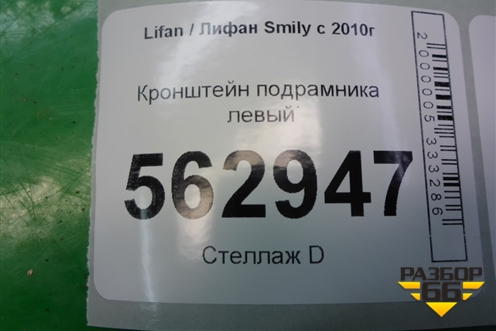 Lifan / Лифан Smily с 2010г
Кронштейн подрамника
левый
562947
Стеллаж D
2000005333286
РАЗБОР
66